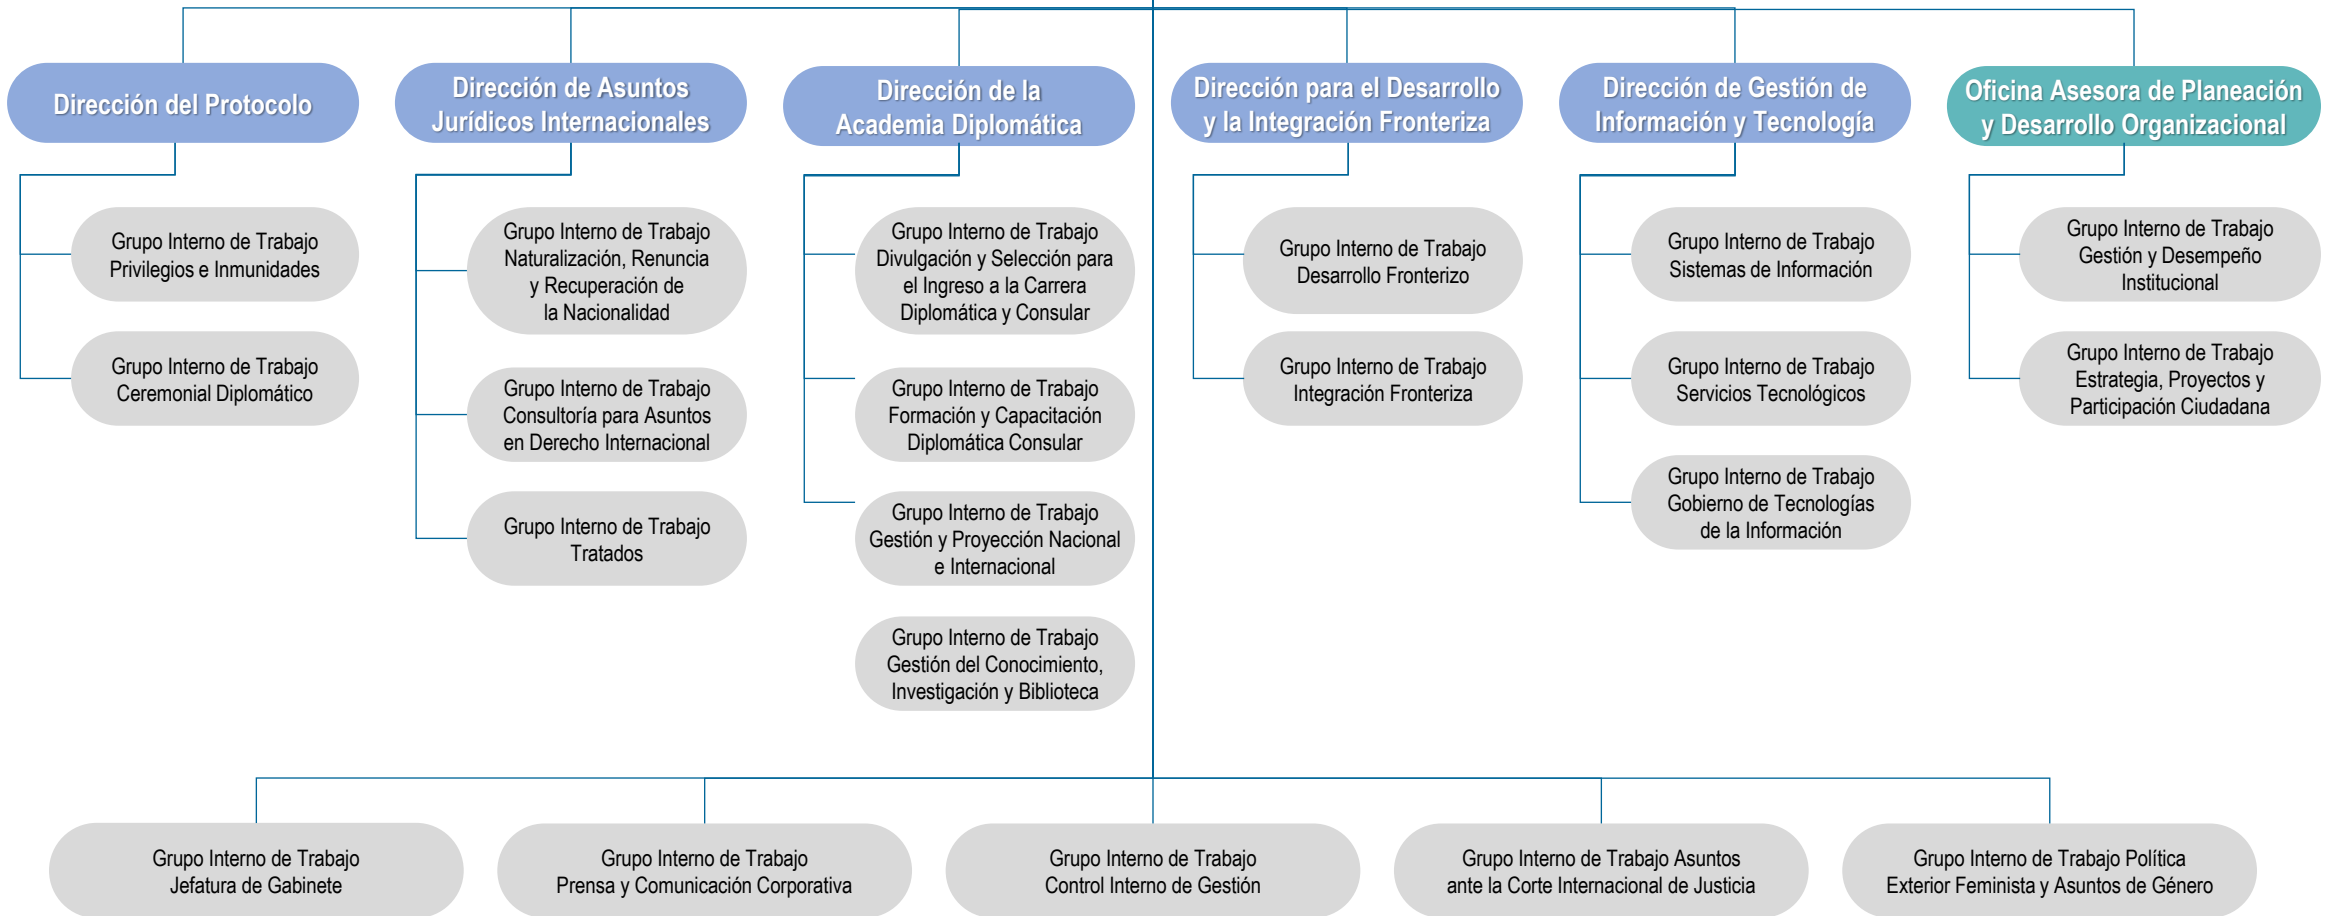 Dirección del Protocolo
Grupo Interno de Trabajo
Privilegios e Inmunidades
Grupo Interno de Trabajo
Ceremonial Diplomático
Dirección de Asuntos
Jurídicos Internacionales
Grupo Interno de Trabajo
Naturalización, Renuncia
y Recuperación de
la Nacionalidad
Grupo Interno de Trabajo
Consultoría para Asuntos
en Derecho Internacional
Grupo Interno de Trabajo
Tratados
Dirección de la
Academia Diplomática
Grupo Interno de Trabajo
Divulgación y Selección para
el Ingreso a la Carrera
Diplomática y Consular
Grupo Interno de Trabajo
Formación y Capacitación
Diplomática Consular
Grupo Interno de Trabajo
Gestión y Proyección Nacional
e Internacional
Grupo Interno de Trabajo
Gestión del Conocimiento,
Investigación y Biblioteca
Dirección para el Desarrollo
y la Integración Fronteriza
Grupo Interno de Trabajo
Desarrollo Fronterizo
Grupo Interno de Trabajo
Integración Fronteriza
Dirección de Gestión de
Información y Tecnología
Grupo Interno de Trabajo
Sistemas de Información
Grupo Interno de Trabajo
Servicios Tecnológicos
Grupo Interno de Trabajo
Gobierno de Tecnologías
de la Información
Oficina Asesora de Planeación
y Desarrollo Organizacional
Grupo Interno de Trabajo
Gestión y Desempeño
Institucional
Grupo Interno de Trabajo
Estrategia, Proyectos y
Participación Ciudadana
Grupo Interno de Trabajo
Jefatura de Gabinete
Grupo Interno de Trabajo
Prensa y Comunicación Corporativa
Grupo Interno de Trabajo
Control Interno de Gestión
Grupo Interno de Trabajo Asuntos
ante la Corte Internacional de Justicia
Grupo Interno de Trabajo Política
Exterior Feminista y Asuntos de Género